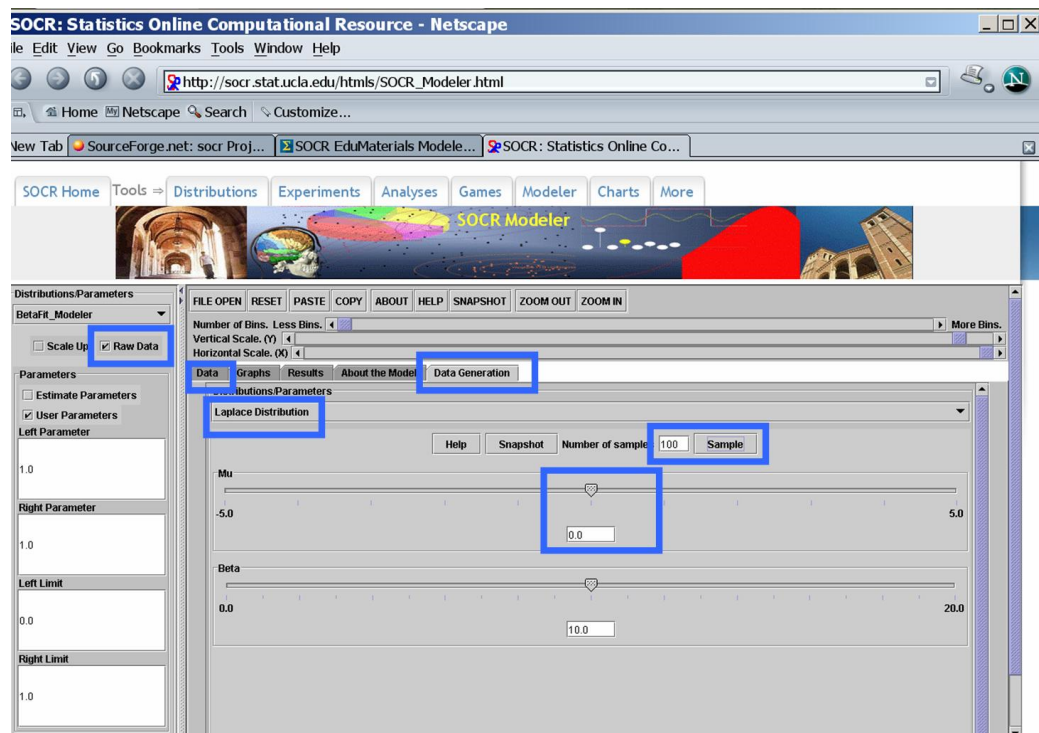 SOCR: Statistics Online Computational Resource - Netscape
ile Edit View Go Bookmarks Tools Window Help
http://socr.stat.ucla.edu/htmls/SOCR_Modeler.html
N
Home Netscape Search Customize...
New Tab SourceForge.net: socr Proj... SOCR EduMaterials Modele... SOCR: Statistics Online Co...
SOCR Home Tools ⇒ Distributions Experiments Analyses Games Modeler Charts More
SOCR Modeler
Distributions/Parameters
BetaFit_Modeler
Scale Up Raw Data
Parameters
Estimate Parameters
User Parameters
Left Parameter
1.0
Right Parameter
1.0
Left Limit
0.0
Right Limit
1.0
FILE OPEN RESET PASTE COPY ABOUT HELP SNAPSHOT ZOOM OUT ZOOM IN
Number of Bins. Less Bins. More Bins.
Vertical Scale. (Y)
Horizontal Scale. (X)
Data Graphs Results About the Model Data Generation
Distributions/Parameters
Laplace Distribution
Help Snapshot Number of sample 100 Sample
Mu
-5.0 5.0
0.0
Beta
0.0 20.0
10.0